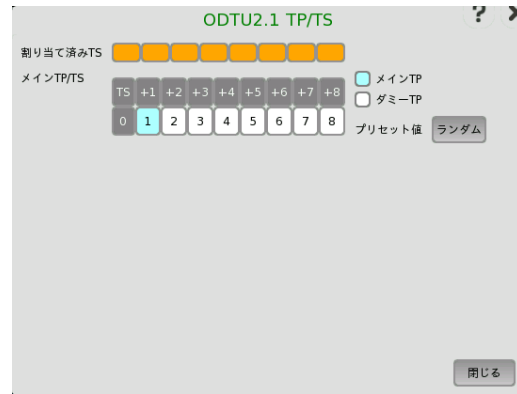 ODTU2.1 TP/TS
?
割り当て済みTS
メインTP/TS
TS +1 +2 +3 +4 +5 +6 +7 +8
0 1 2 3 4 5 6 7 8
メインTP
ダミーTP
プリセット値 ランダム
閉じる